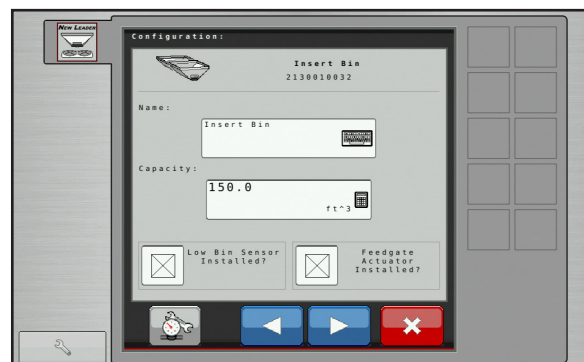 New Leader
Configuration:
Insert Bin
2130010032
Name:
Insert Bin
Capacity:
150.0
ft^3
Low Bin Sensor
Installed?
Feedgate
Actuator
Installed?